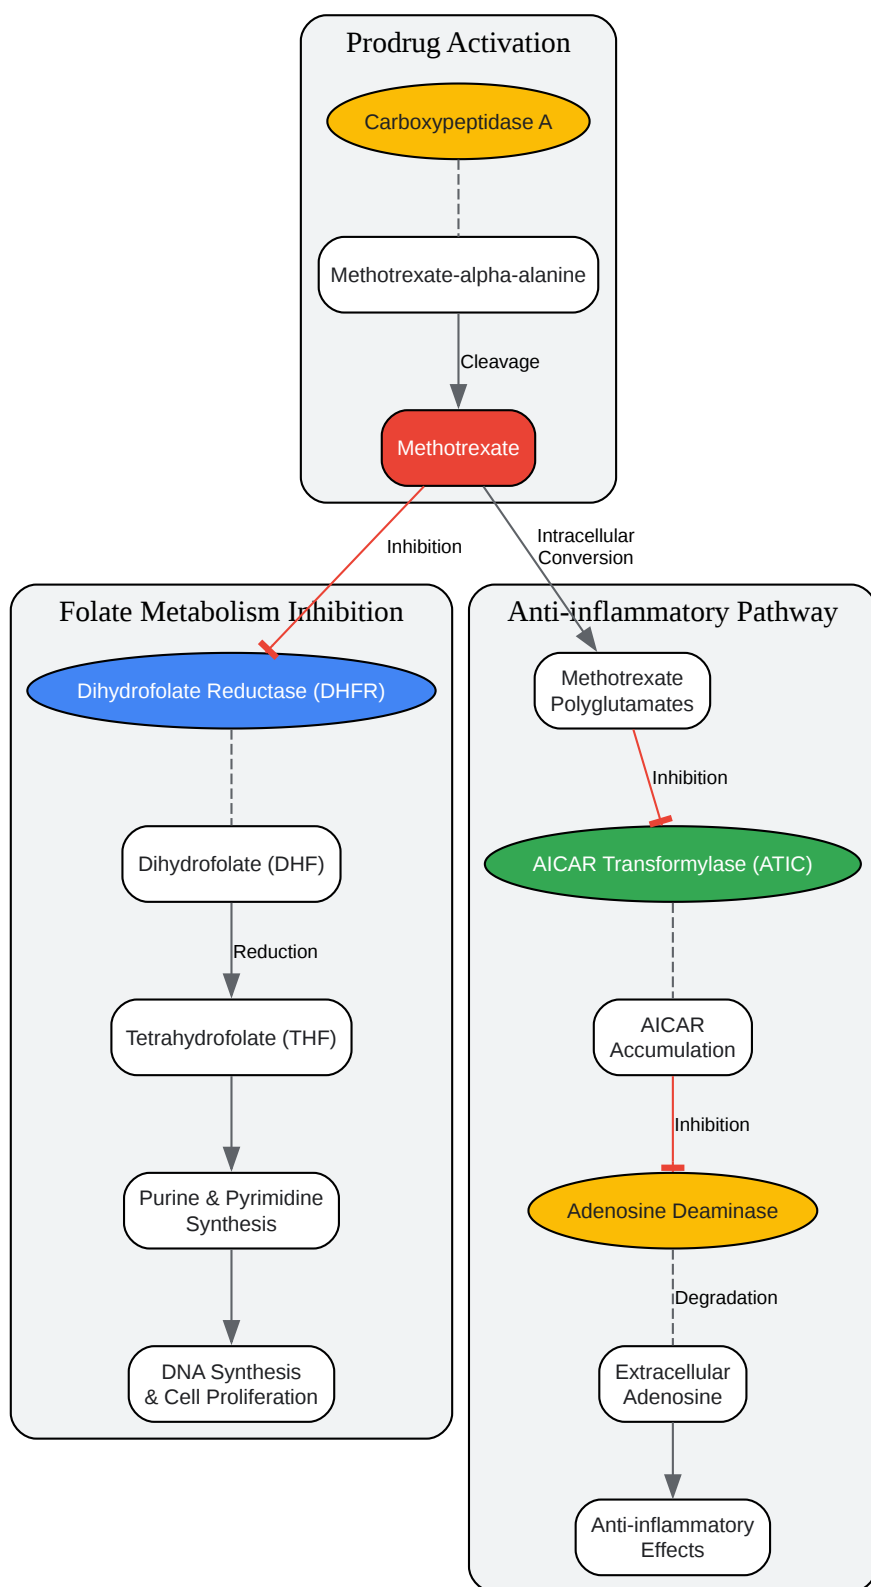 Prodrug Activation
Carboxypeptidase A
Methotrexate-alpha-alanine
Cleavage
Methotrexate
Inhibition
Intracellular
Conversion
Folate Metabolism Inhibition
Dihydrofolate Reductase (DHFR)
Dihydrofolate (DHF)
Reduction
Tetrahydrofolate (THF)
Purine & Pyrimidine
Synthesis
DNA Synthesis
& Cell Proliferation
Anti-inflammatory Pathway
Methotrexate
Polyglutamates
Inhibition
AICAR Transformylase (ATIC)
AICAR
Accumulation
Inhibition
Adenosine Deaminase
Degradation
Extracellular
Adenosine
Anti-inflammatory
Effects